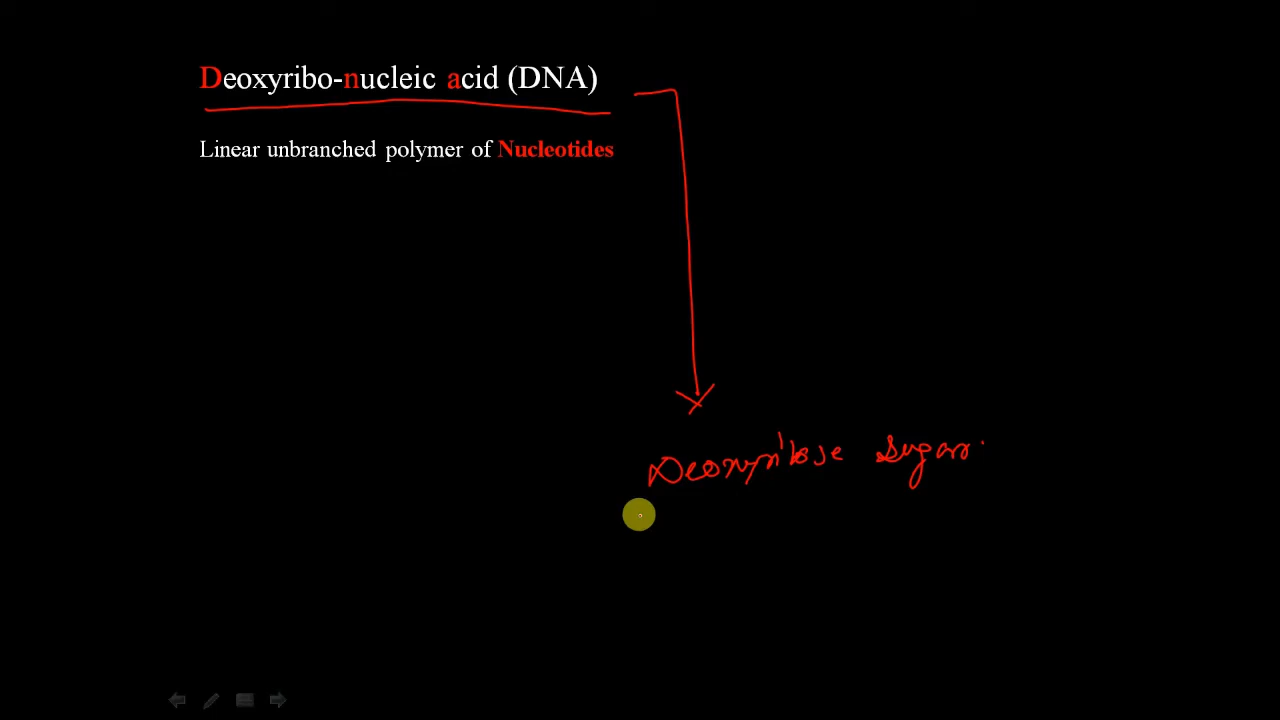 Deoxyribo-nucleic acid (DNA)
Linear unbranched polymer of Nucleotides
Deoxyribose Sugar.